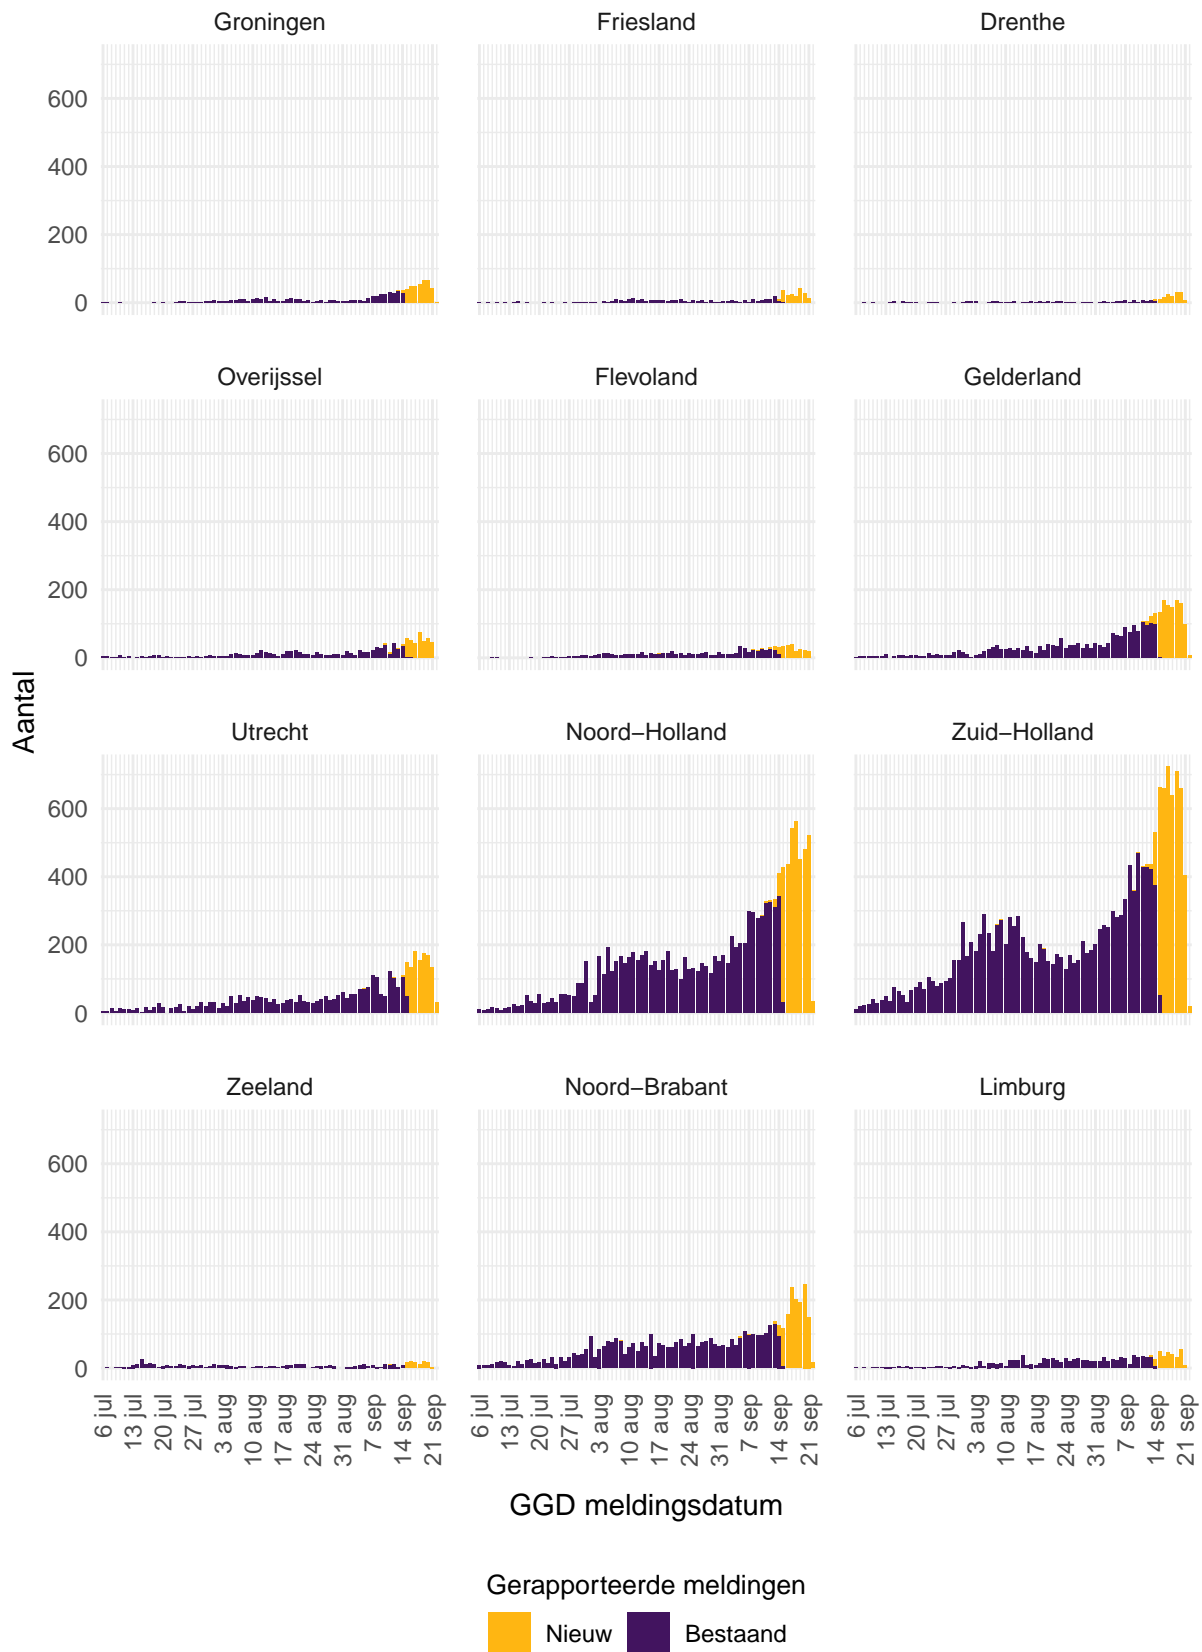 Groningen Friesland Drenthe
600
400
200
0
Overijssel Flevoland Gelderland
600
400
200
0
Aantal
Utrecht Noord−Holland Zuid−Holland
600
400
200
0
Zeeland Noord−Brabant Limburg
600
400
200
0
6 jul 13 jul 20 jul 27 jul 3 aug 10 aug 17 aug 24 aug 31 aug 7 sep 14 sep 21 sep 6 jul 13 jul 20 jul 27 jul 3 aug 10 aug 17 aug 24 aug 31 aug 7 sep 14 sep 21 sep 6 jul 13 jul 20 jul 27 jul 3 aug 10 aug 17 aug 24 aug 31 aug 7 sep 14 sep 21 sep
GGD meldingsdatum
Gerapporteerde meldingen
Nieuw Bestaand